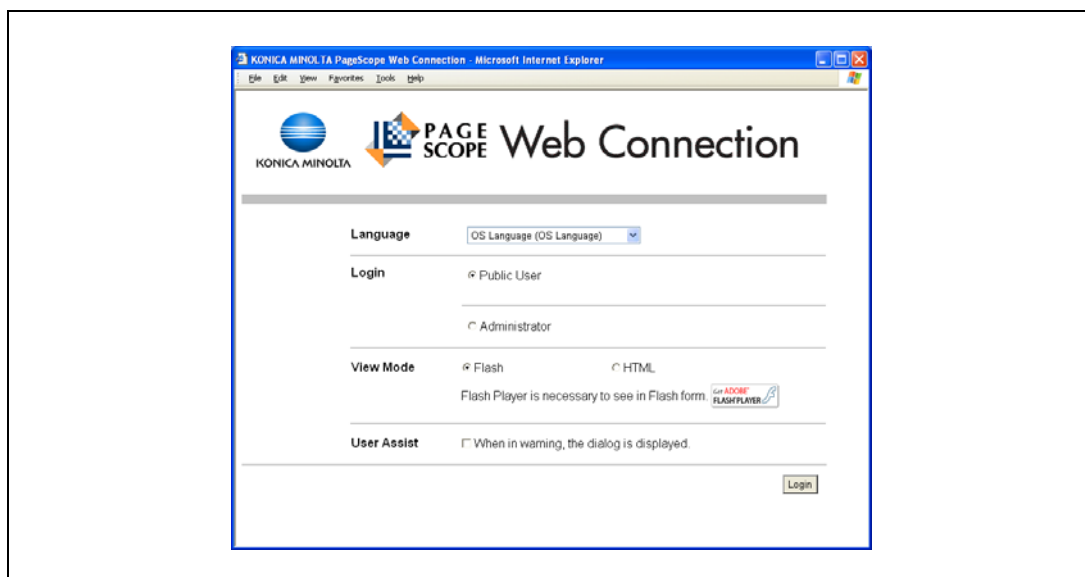 KONICA MINOLTA PageScope Web Connection - Microsoft Internet Explorer
File Edit View Favorites Tools Help
KONICA MINOLTA
PAGE SCOPE Web Connection
Language OS Language (OS Language)
Login Public User
Administrator
View Mode Flash HTML
Flash Player is necessary to see in Flash form. Get ADOBE FLASH PLAYER
User Assist When in warning, the dialog is displayed.
Login